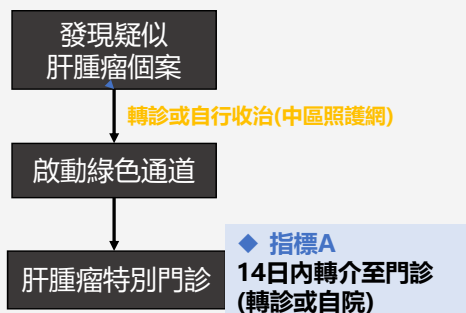 發現疑似
肝腫瘤個案
轉診或自行收治(中區照護網)
啟動綠色通道
肝腫瘤特別門診
◆ 指標A
14日內轉介至門診
(轉診或自院)